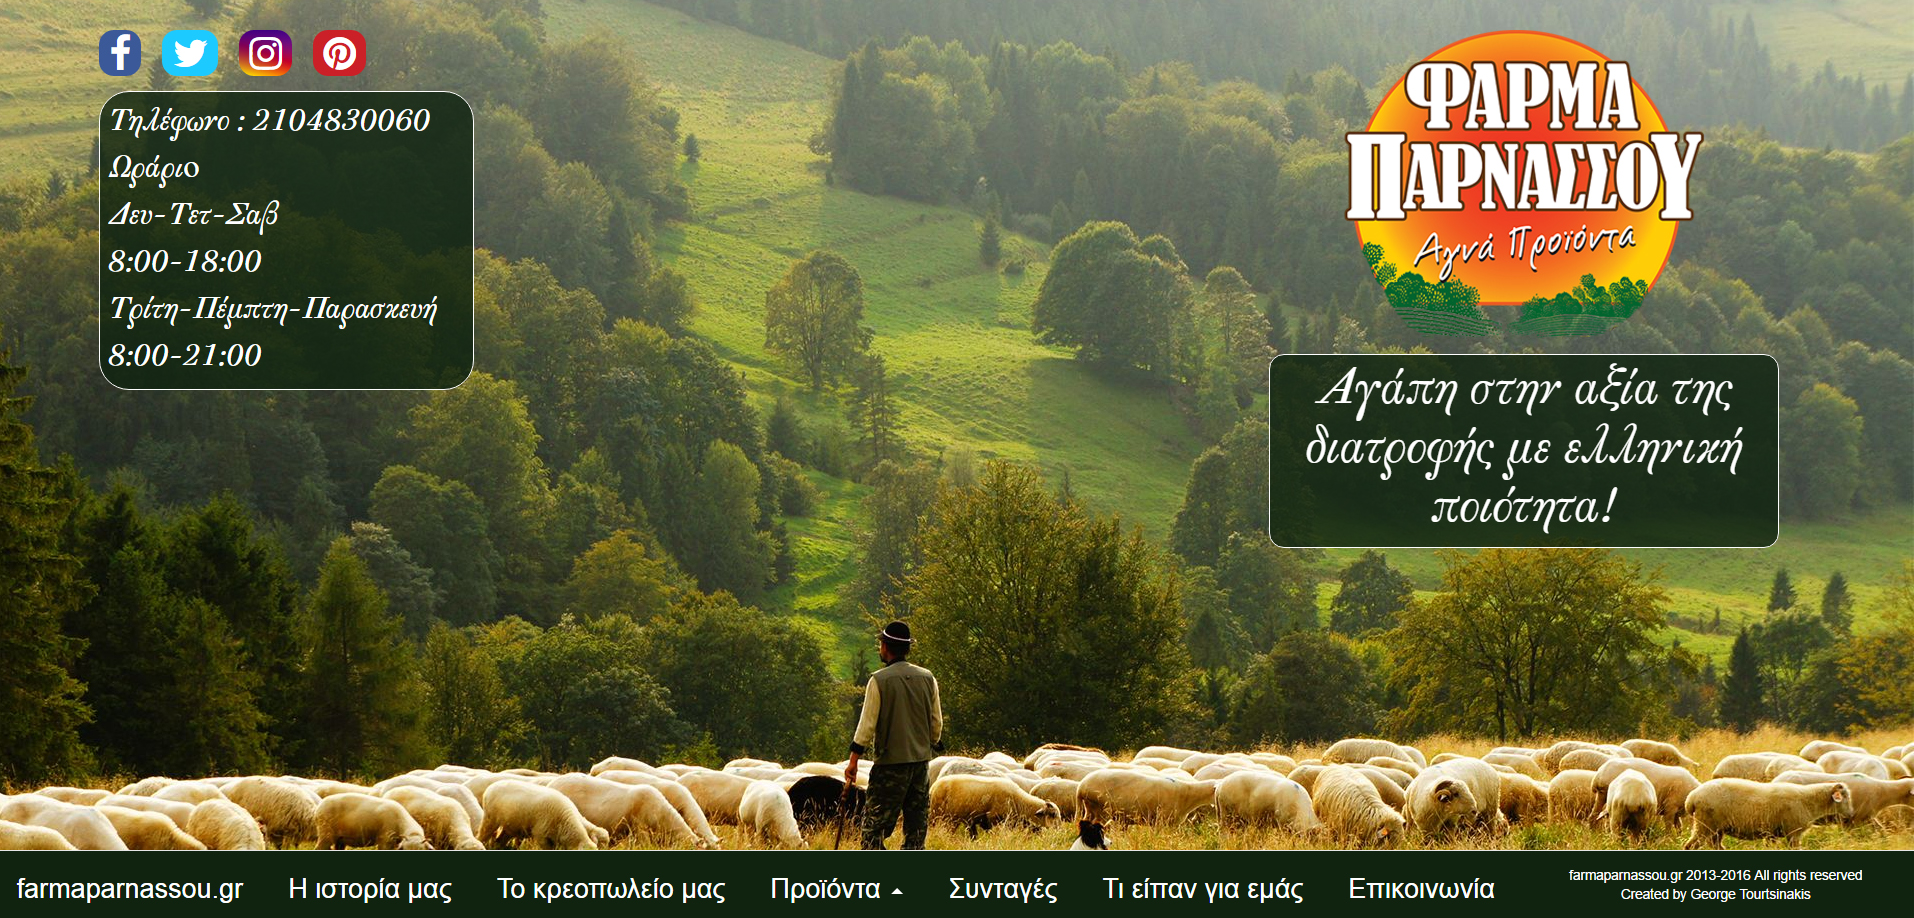 Τηλέφωνο : 2104830060
Ωράριο
Δευ-Τετ-Σαβ
8:00-18:00
Τρίτη-Πέμπτη-Παρασκευή
8:00-21:00
ΦΑΡΜΑ
ΠΑΡΝΑΣΣΟΥ
Αγνά Προϊόντα
Αγάπη στην αξία της
διατροφής με ελληνική
ποιότητα!
farmaparnassou.gr Η ιστορία μας Το κρεοπωλείο μας Προϊόντα Συνταγές Τι είπαν για εμάς Επικοινωνία
farmaparnassou.gr 2013-2016 All rights reserved
Created by George Tourtsinakis